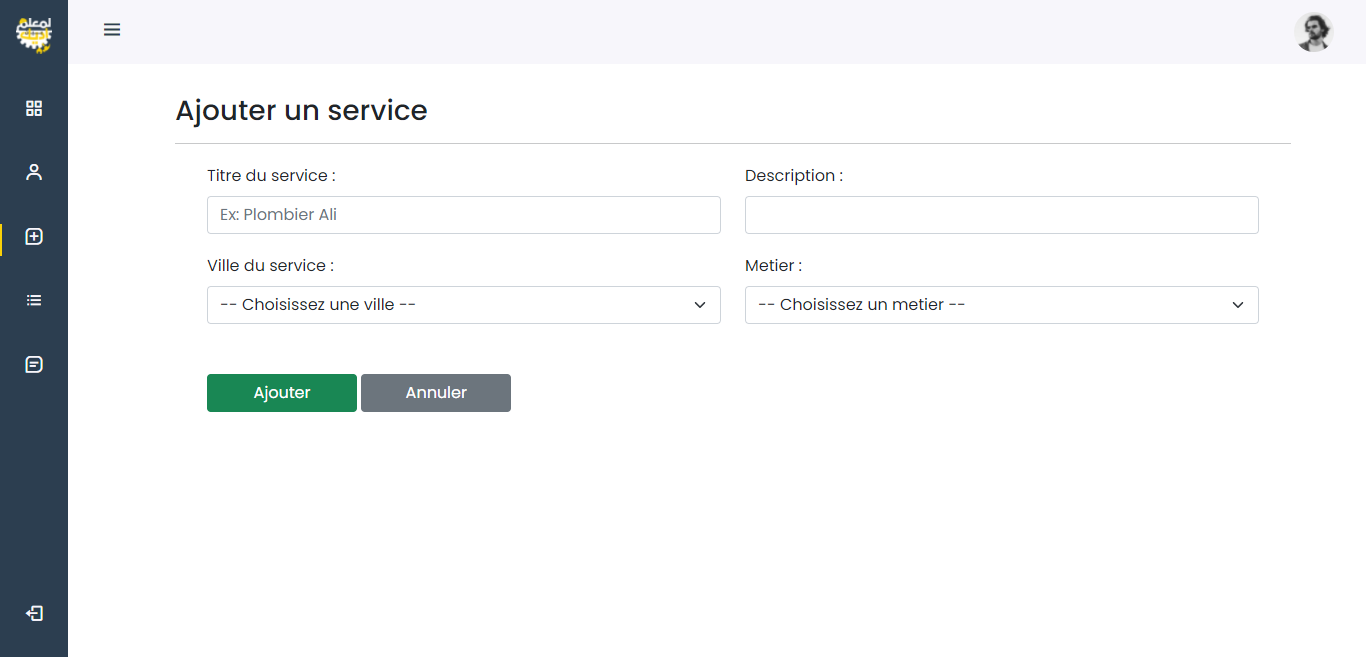 Ajouter un service
Titre du service :
Description :
Ex: Plombier Ali
Ville du service :
Metier :
-- Choisissez une ville --
-- Choisissez un metier --
Ajouter
Annuler